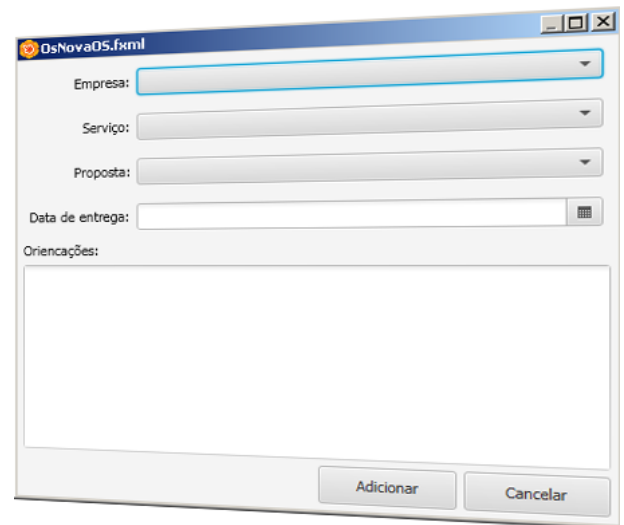 OsNovaOS.fxml
Empresa:
Serviço:
Proposta:
Data de entrega:
Oriencações:
Adicionar
Cancelar